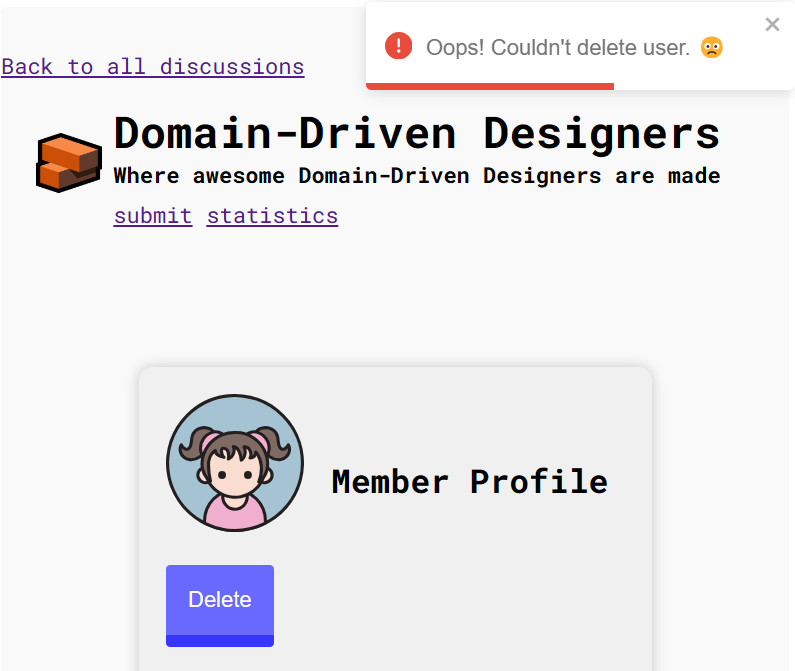 Oops! Couldn't delete user. 😟
Back to all discussions
Domain-Driven Designers
Where awesome Domain-Driven Designers are made
submit statistics
Member Profile
Delete